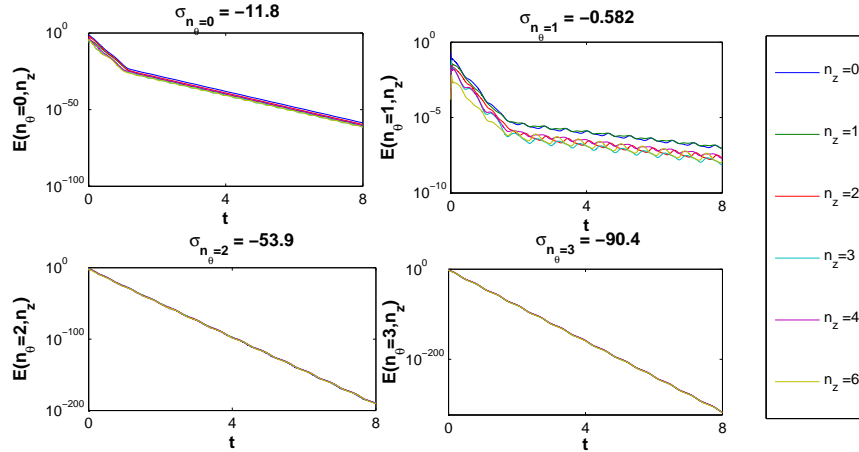 σ_{n_θ=0} = −11.8
E(n_θ=0,n_z)
10^0
10^−50
10^−100
0 4 8
t
σ_{n_θ=1} = −0.582
E(n_θ=1,n_z)
10^0
10^−5
10^−10
0 4 8
t
σ_{n_θ=2} = −53.9
E(n_θ=2,n_z)
10^0
10^−100
10^−200
0 4 8
t
σ_{n_θ=3} = −90.4
E(n_θ=3,n_z)
10^0
10^−200
0 4 8
t
n_z=0
n_z=1
n_z=2
n_z=3
n_z=4
n_z=6